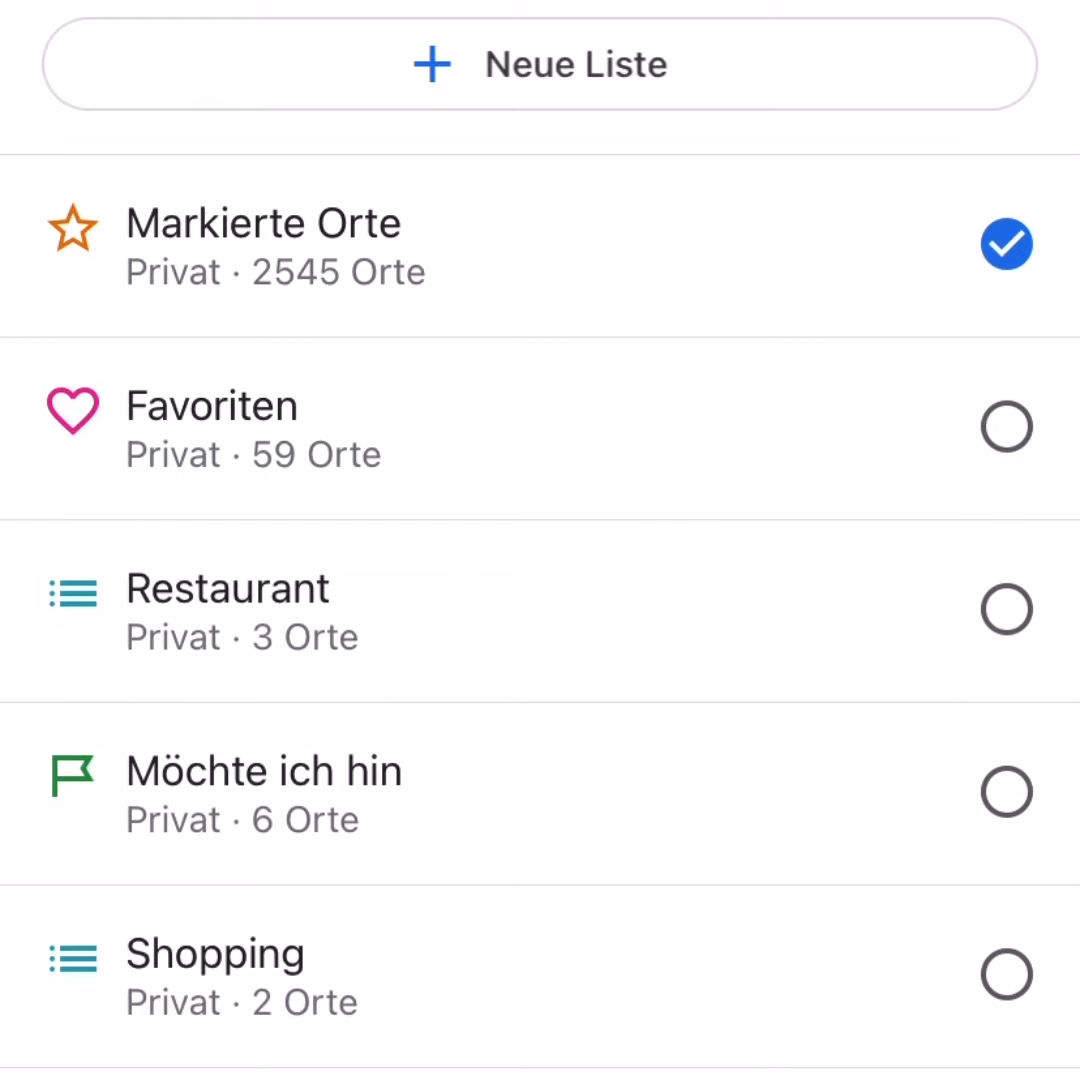 Neue Liste
Markierte Orte
Privat · 2545 Orte
Favoriten
Privat · 59 Orte
Restaurant
Privat · 3 Orte
Möchte ich hin
Privat · 6 Orte
Shopping
Privat · 2 Orte